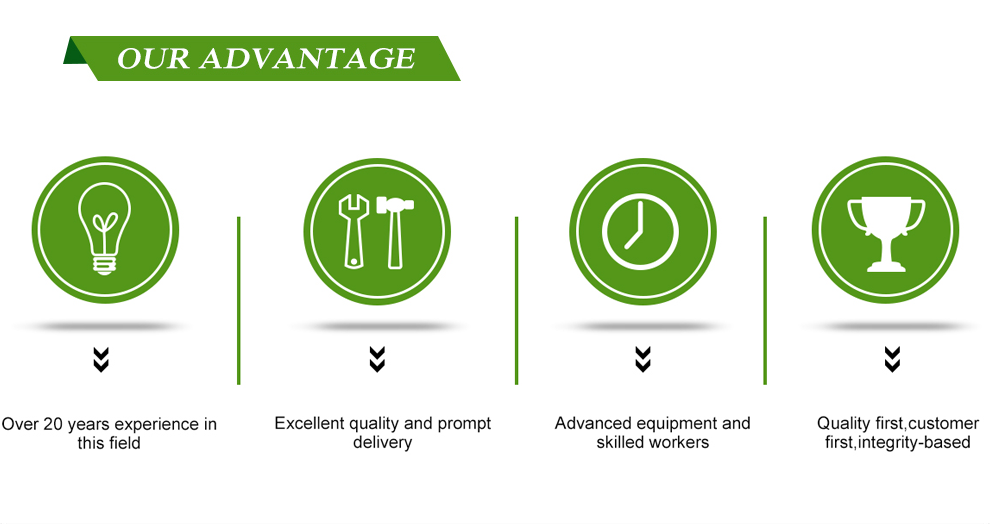 OUR ADVANTAGE
Over 20 years experience in
this field
Excellent quality and prompt
delivery
Advanced equipment and
skilled workers
Quality first,customer
first,integrity-based